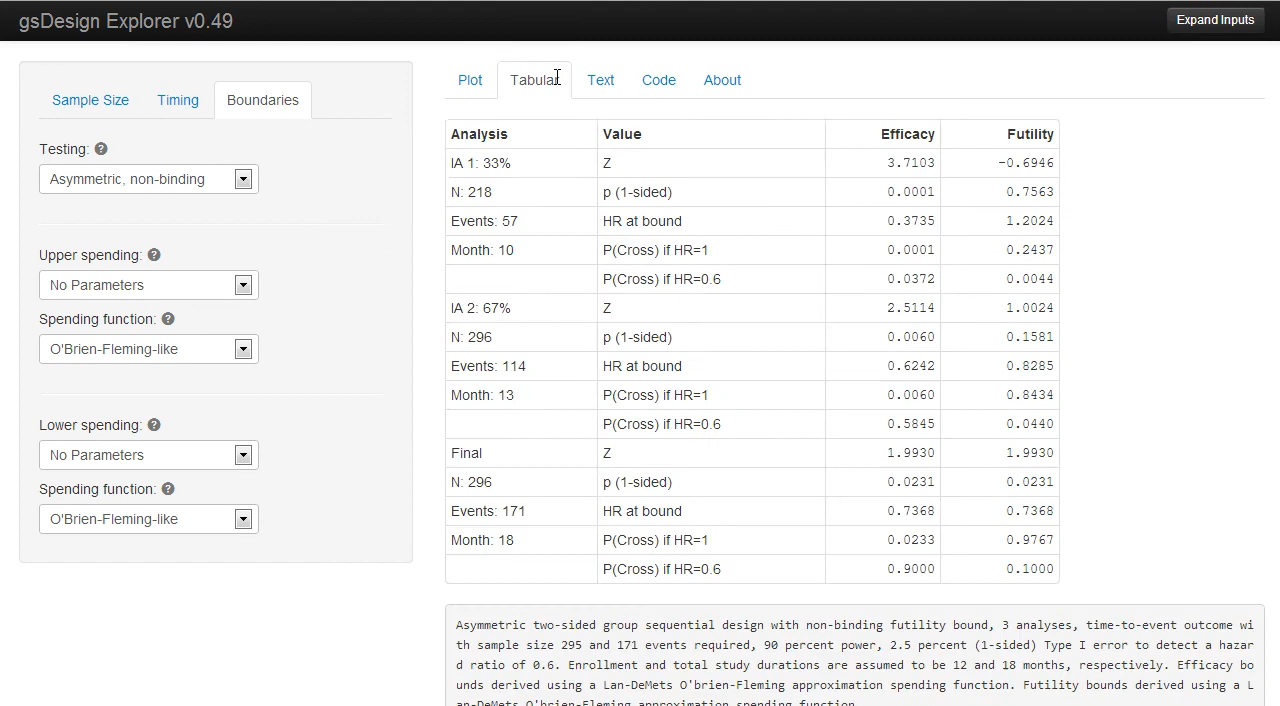 gsDesign Explorer v0.49
Expand Inputs
Sample Size Timing Boundaries
Testing:
Asymmetric, non-binding
Upper spending:
No Parameters
Spending function:
O'Brien-Fleming-like
Lower spending:
No Parameters
Spending function:
O'Brien-Fleming-like
Plot Tabular Text Code About
Analysis Value Efficacy Futility
IA 1: 33% Z 3.7103 -0.6946
N: 218 p (1-sided) 0.0001 0.7563
Events: 57 HR at bound 0.3735 1.2024
Month: 10 P(Cross) if HR=1 0.0001 0.2437
P(Cross) if HR=0.6 0.0372 0.0044
IA 2: 67% Z 2.5114 1.0024
N: 296 p (1-sided) 0.0060 0.1581
Events: 114 HR at bound 0.6242 0.8285
Month: 13 P(Cross) if HR=1 0.0060 0.8434
P(Cross) if HR=0.6 0.5845 0.0440
Final Z 1.9930 1.9930
N: 296 p (1-sided) 0.0231 0.0231
Events: 171 HR at bound 0.7368 0.7368
Month: 18 P(Cross) if HR=1 0.0233 0.9767
P(Cross) if HR=0.6 0.9000 0.1000
Asymmetric two-sided group sequential design with non-binding futility bound, 3 analyses, time-to-event outcome wi
th sample size 295 and 171 events required, 90 percent power, 2.5 percent (1-sided) Type I error to detect a hazar
d ratio of 0.6. Enrollment and total study durations are assumed to be 12 and 18 months, respectively. Efficacy bo
unds derived using a Lan-DeMets O'brien-Fleming approximation spending function. Futility bounds derived using a L
an-DeMets O'brien-Fleming approximation spending function.